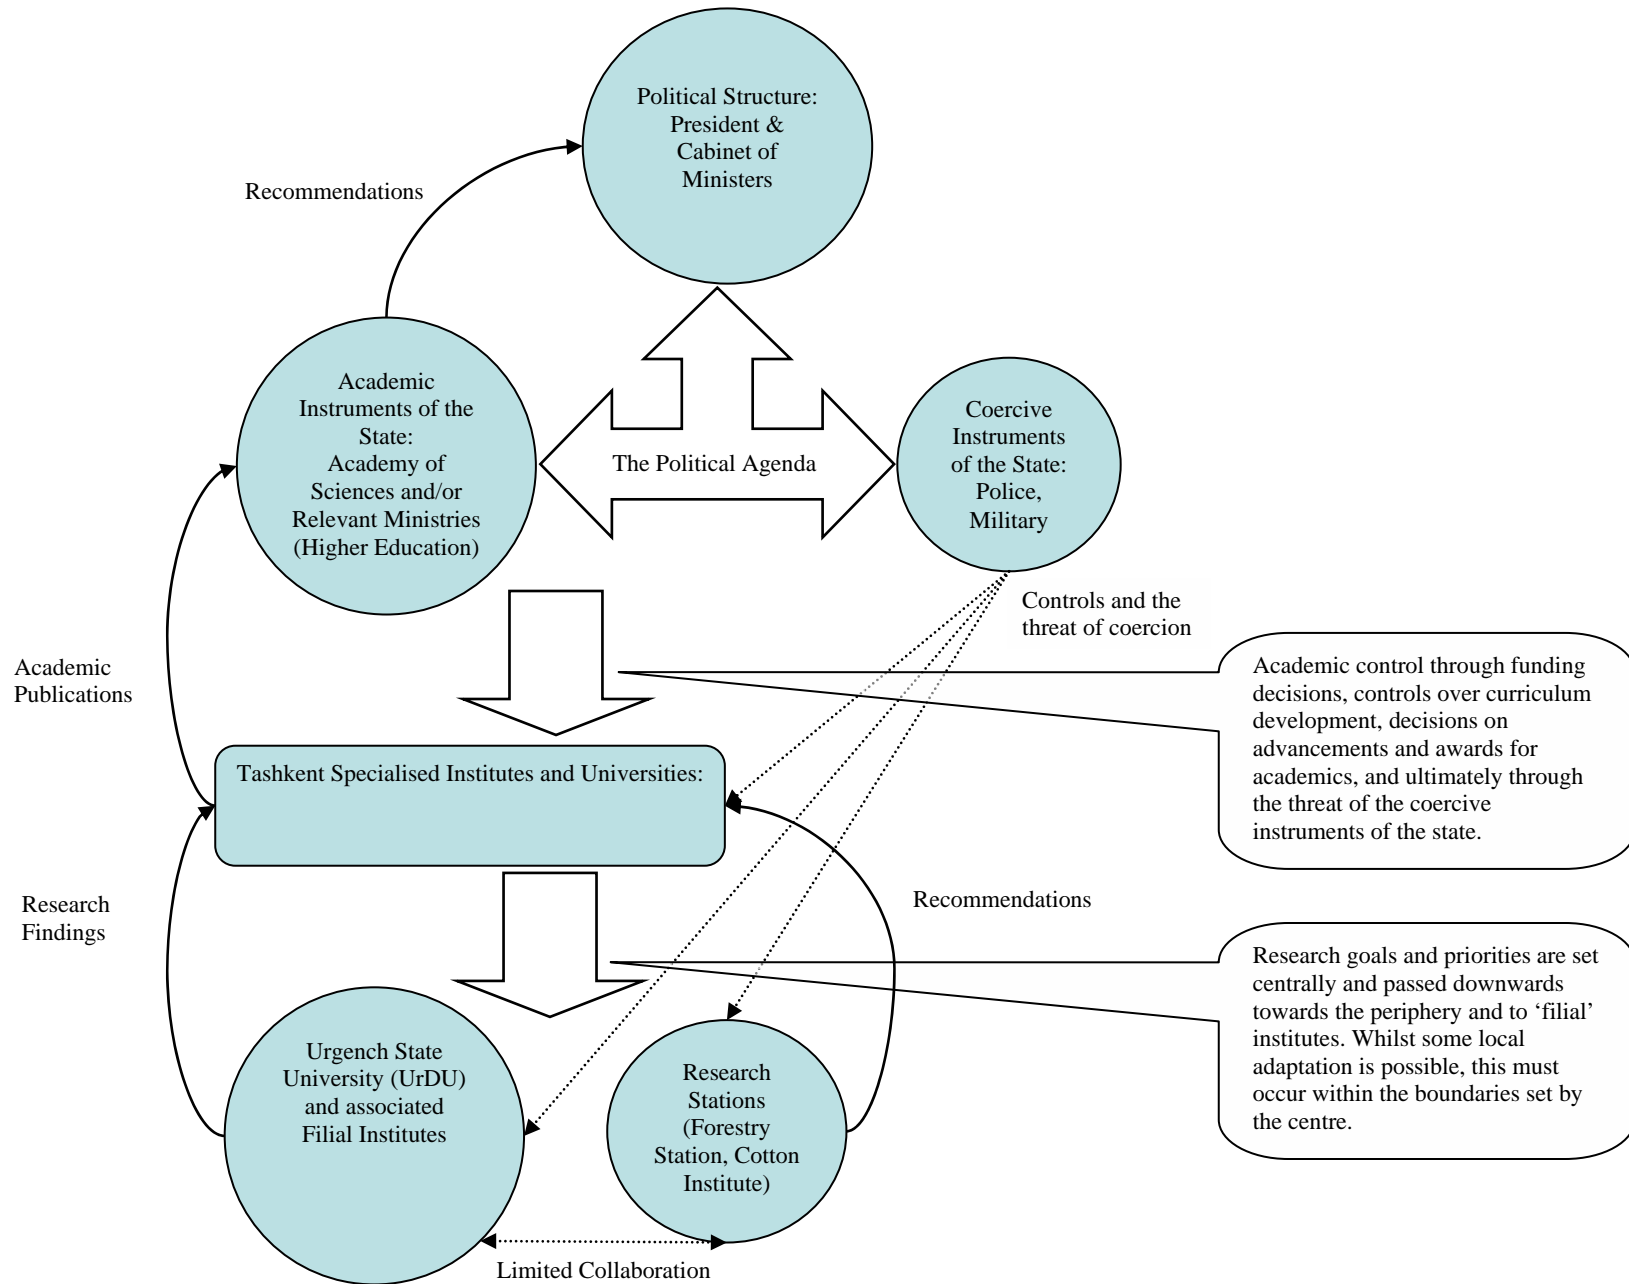 Political Structure:
President &
Cabinet of
Ministers
Recommendations
Academic
Instruments of the
State:
Academy of
Sciences and/or
Relevant Ministries
(Higher Education)
The Political Agenda
Coercive
Instruments
of the State:
Police,
Military
Controls and the
threat of coercion
Academic
Publications
Academic control through funding
decisions, controls over curriculum
development, decisions on
advancements and awards for
academics, and ultimately through
the threat of the coercive
instruments of the state.
Tashkent Specialised Institutes and Universities:
Research
Findings
Recommendations
Research goals and priorities are set
centrally and passed downwards
towards the periphery and to ‘filial’
institutes. Whilst some local
adaptation is possible, this must
occur within the boundaries set by
the centre.
Urgench State
University (UrDU)
and associated
Filial Institutes
Research
Stations
(Forestry
Station, Cotton
Institute)
Limited Collaboration